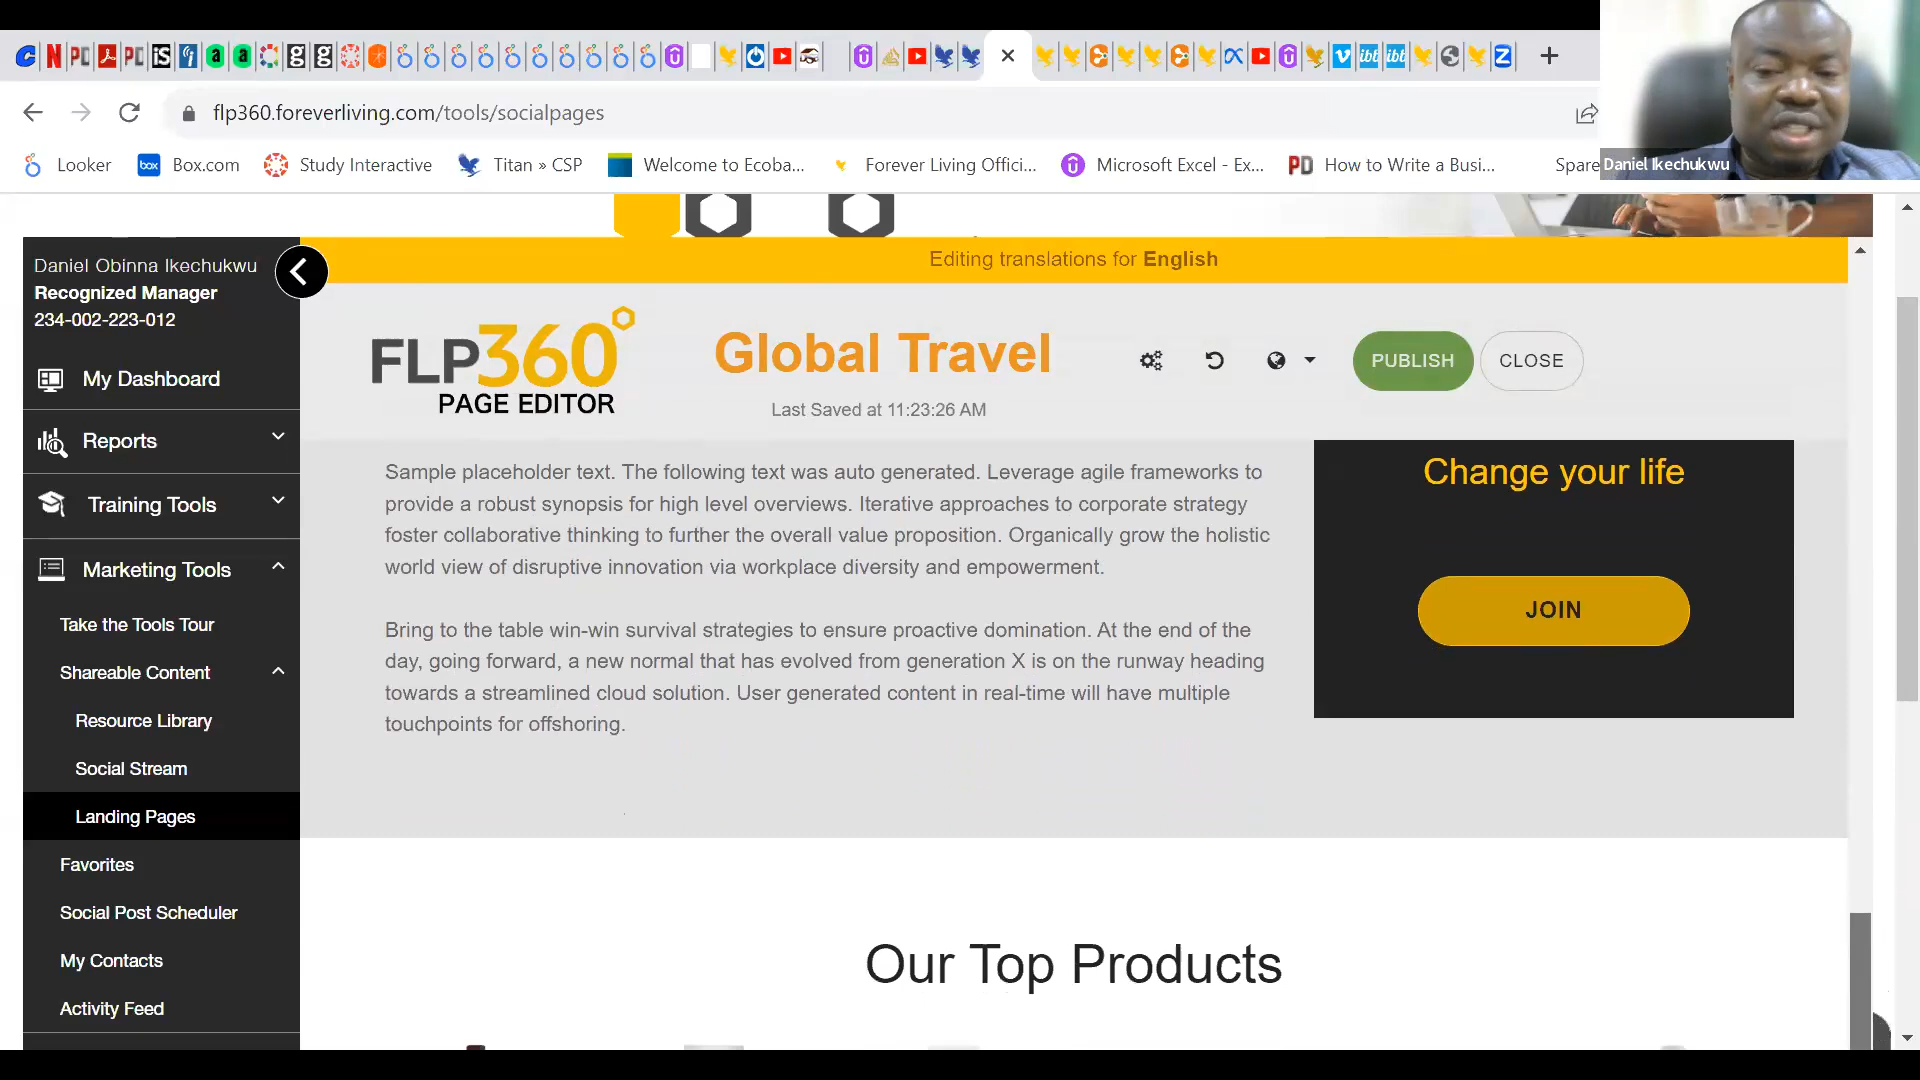 flp360.foreverliving.com/tools/socialpages
Looker
Box.com
Study Interactive
Titan » CSP
Welcome to Ecoba...
Forever Living Offici...
Microsoft Excel - Ex...
How to Write a Busi...
Spare
Daniel Ikechukwu
Daniel Obinna Ikechukwu
Recognized Manager
234-002-223-012
My Dashboard
Reports
Training Tools
Marketing Tools
Take the Tools Tour
Shareable Content
Resource Library
Social Stream
Landing Pages
Favorites
Social Post Scheduler
My Contacts
Activity Feed
Editing translations for English
FLP360
PAGE EDITOR
Global Travel
Last Saved at 11:23:26 AM
PUBLISH
CLOSE
Sample placeholder text. The following text was auto generated. Leverage agile frameworks to
provide a robust synopsis for high level overviews. Iterative approaches to corporate strategy
foster collaborative thinking to further the overall value proposition. Organically grow the holistic
world view of disruptive innovation via workplace diversity and empowerment.
Bring to the table win-win survival strategies to ensure proactive domination. At the end of the
day, going forward, a new normal that has evolved from generation X is on the runway heading
towards a streamlined cloud solution. User generated content in real-time will have multiple
touchpoints for offshoring.
Change your life
JOIN
Our Top Products